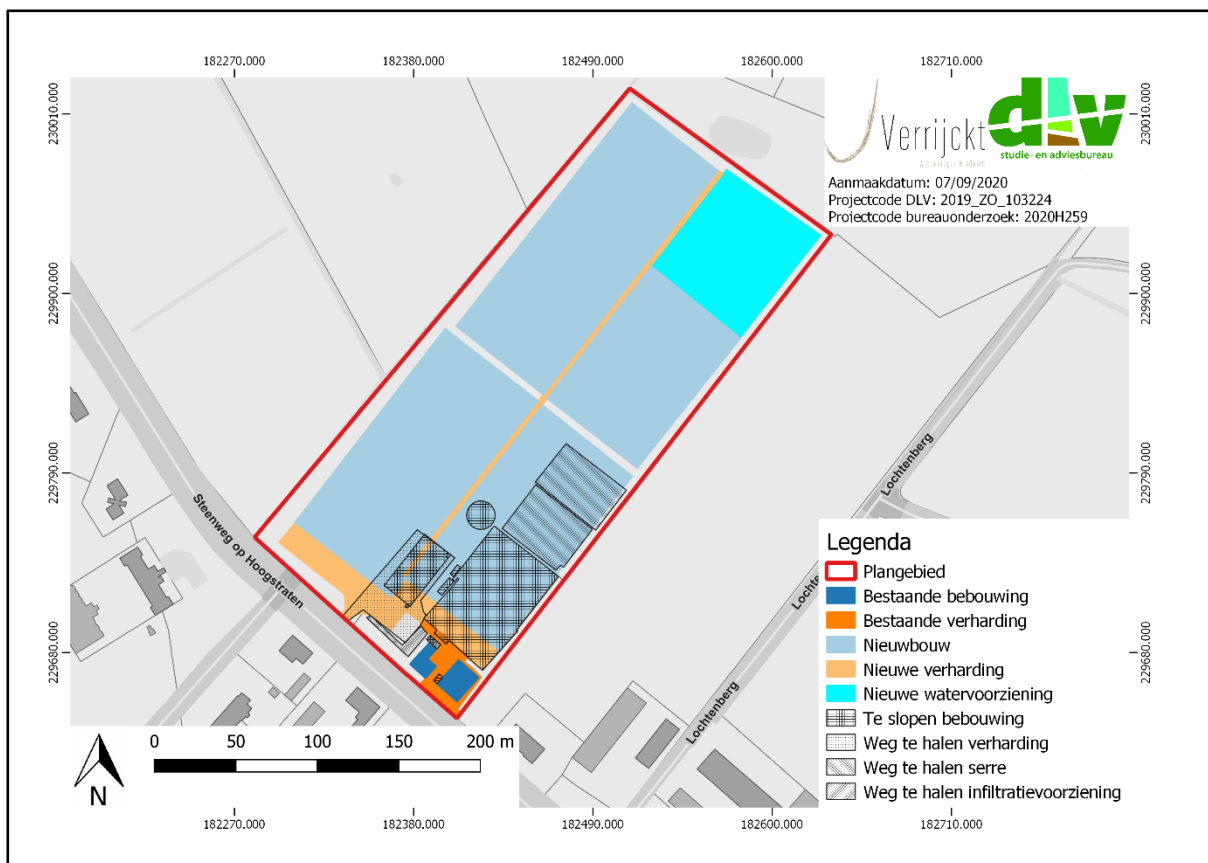 182270.000 182380.000 182490.000 182600.000 182710.000
230010.000
229900.000
229790.000
229680.000
230010.000
229900.000
229790.000
229680.000
Verrijckt
dLv
studie- en adviesbureau
Aanmaakdatum: 07/09/2020
Projectcode DLV: 2019_ZO_103224
Projectcode bureauonderzoek: 2020H259
Steenweg op Hoogstraten
Lochtenberg
Lochte
Lochtenberg
Legenda
Plangebied
Bestaande bebouwing
Bestaande verharding
Nieuwbouw
Nieuwe verharding
Nieuwe watervoorziening
Te slopen bebouwing
Weg te halen verharding
Weg te halen serre
Weg te halen infiltratievoorziening
0 50 100 150 200 m
N
182270.000 182380.000 182490.000 182600.000 182710.000